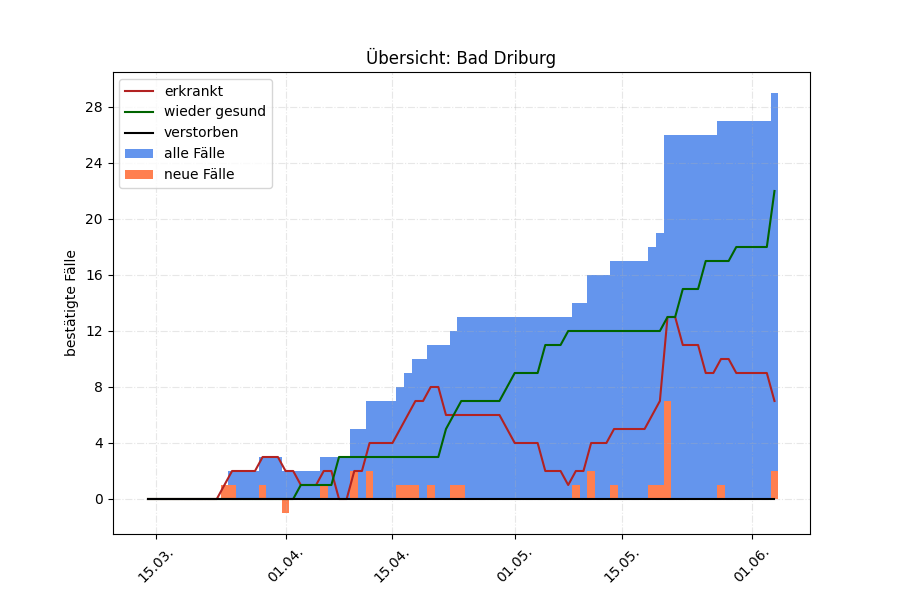 Übersicht: Bad Driburg
erkrankt
wieder gesund
verstorben
alle Fälle
neue Fälle
bestätigte Fälle
28
24
20
16
12
8
4
0
15.03.
01.04.
15.04.
01.05.
15.05.
01.06.